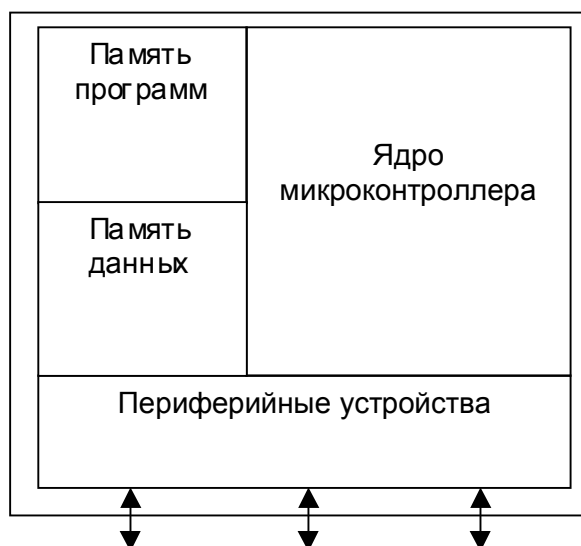 Память
программ
Ядро
микроконтроллера
Память
данных
Периферийные устройства